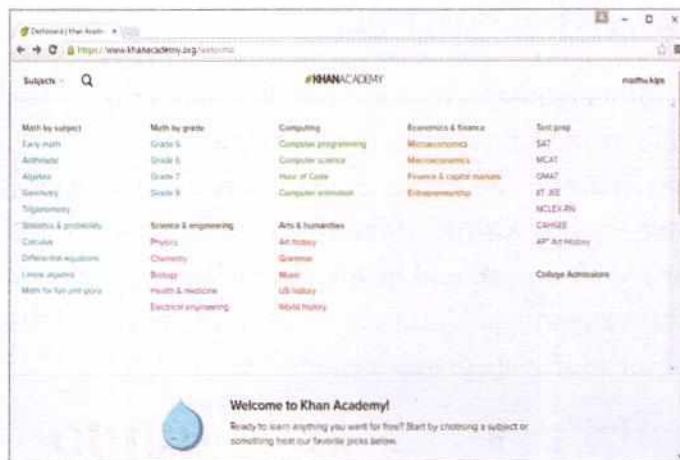 Dashboard | Khan Acade
https://www.khanacademy.org/welcome
Subjects
KHANACADEMY
madhu.kips
Math by subject
Early math
Arithmetic
Algebra
Geometry
Trigonometry
Statistics & probability
Calculus
Differential equations
Linear algebra
Math for fun and glory
Math by grade
Grade 5
Grade 6
Grade 7
Grade 8
Science & engineering
Physics
Chemistry
Biology
Health & medicine
Electrical engineering
Computing
Computer programming
Computer science
Hour of Code
Computer animation
Arts & humanities
Art history
Grammar
Music
US history
World history
Economics & finance
Microeconomics
Macroeconomics
Finance & capital markets
Entrepreneurship
Test prep
SAT
MCAT
GMAT
IIT JEE
NCLEX-RN
CAHSEE
AP* Art History
College Admissions
Welcome to Khan Academy!
Ready to learn anything you want for free? Start by choosing a subject or
something from our favorite picks below.